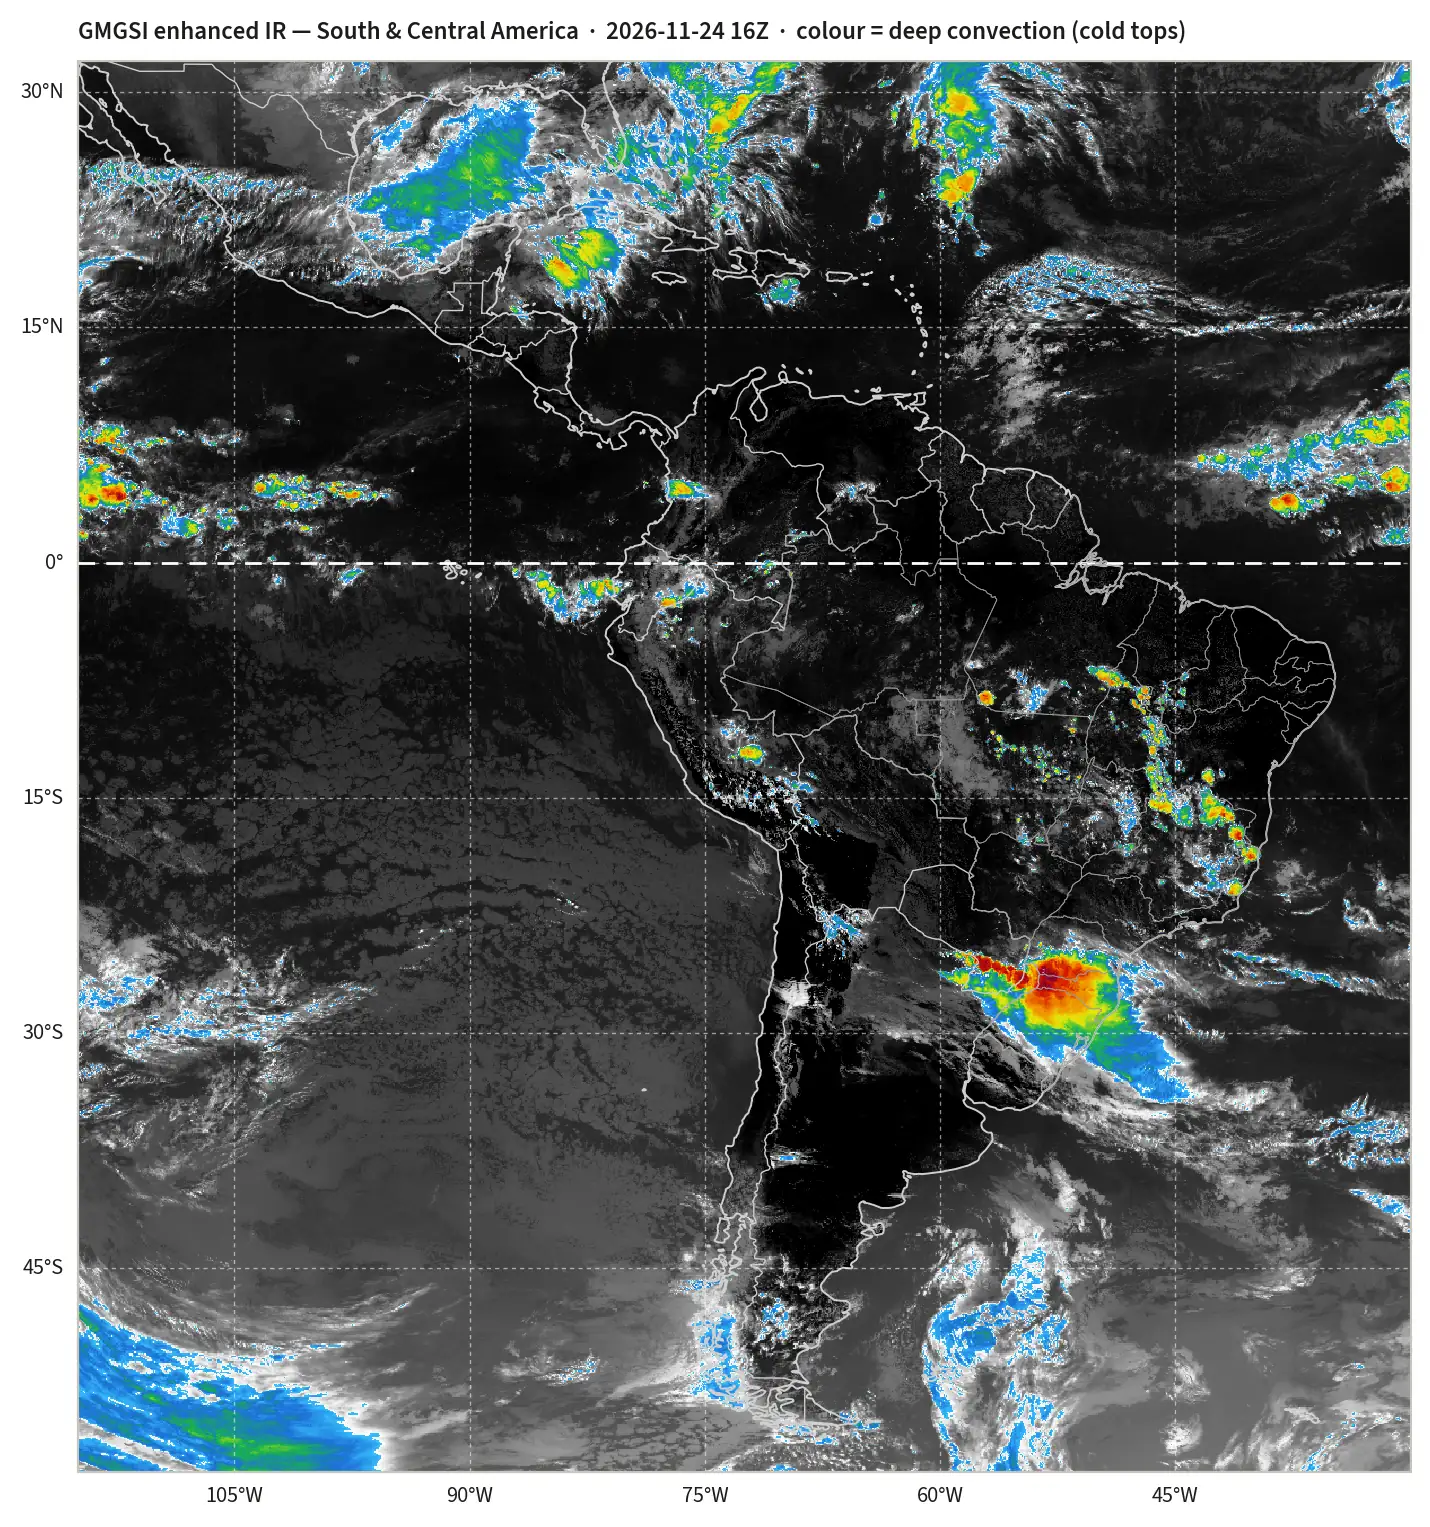 GMGSI enhanced IR — South & Central America · 2026-11-24 16Z · colour = deep convection (cold tops)
30°N
15°N
0°
15°S
30°S
45°S
105°W
90°W
75°W
60°W
45°W